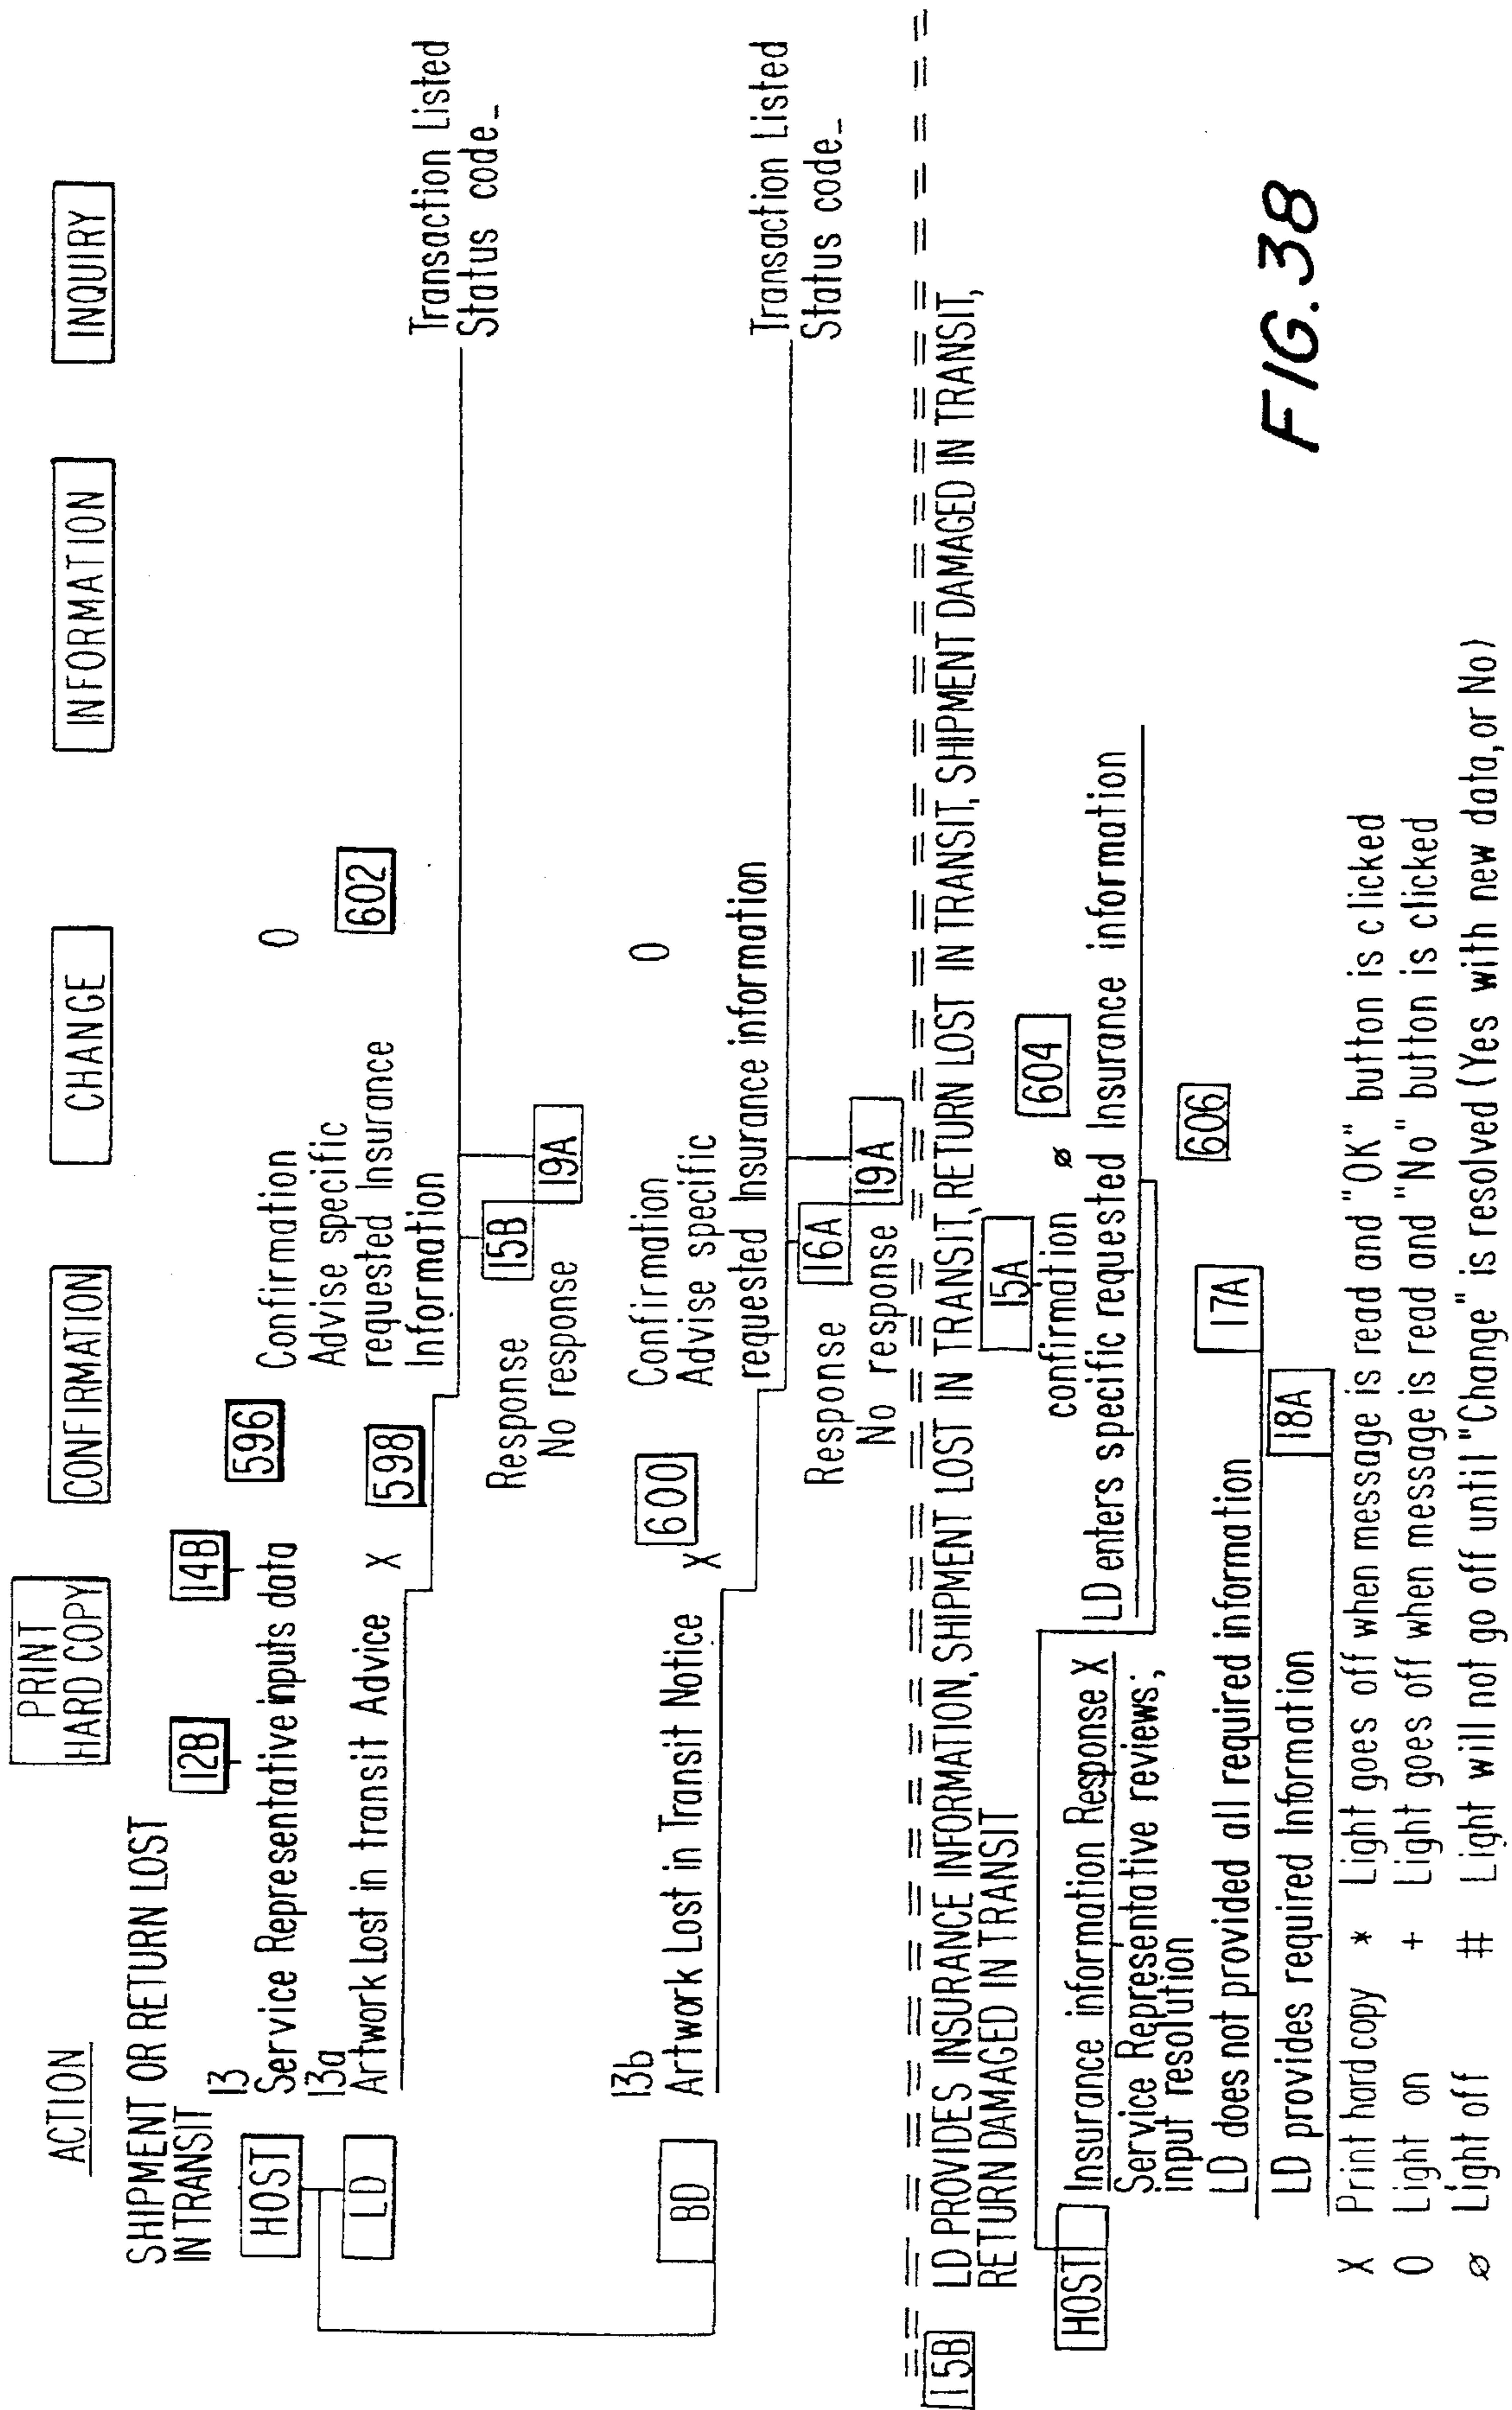 ACTION
PRINT
HARD COPY
CONFIRMATION
CHANGE
INFORMATION
INQUIRY
SHIPMENT OR RETURN LOST
IN TRANSIT
12B
14B
13
596
HOST
Service Representative inputs data
Confirmation
O
13a
Advise specific
LD
Artwork Lost in transit Advice X
598
requested Insurance
602
Information
Transaction Listed
Status code_
Response
15B
No response
19A
13b
600
Confirmation
O
BD
Artwork Lost in Transit Notice X
Advise specific
requested Insurance information
Transaction Listed
Status code_
Response
16A
No response
19A
15B
LD PROVIDES INSURANCE INFORMATION, SHIPMENT LOST IN TRANSIT, RETURN LOST IN TRANSIT, SHIPMENT DAMAGED IN TRANSIT,
RETURN DAMAGED IN TRANSIT
15A
604
HOST
confirmation ø
Insurance information Response X
LD enters specific requested Insurance information
Service Representative reviews;
input resolution
606
LD does not provided all required information
17A
LD provides required Information
18A
X Print hard copy * Light goes off when message is read and "OK" button is clicked
O Light on + Light goes off when message is read and "No" button is clicked
ø Light off # Light will not go off until "Change" is resolved (Yes with new data, or No)
FIG. 38